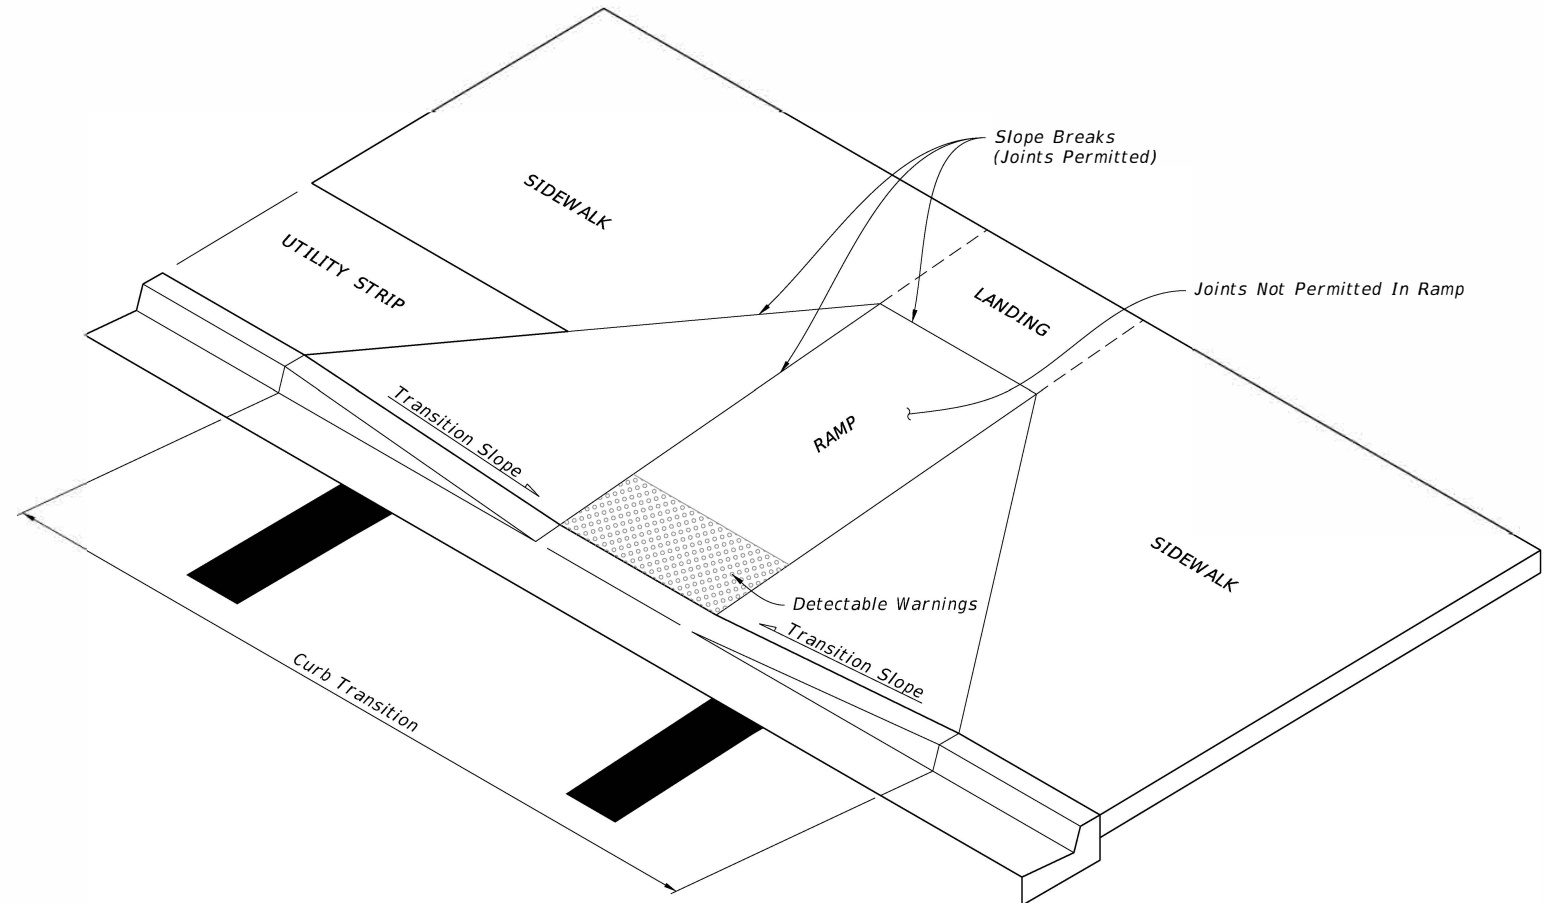 Slope Breaks
(Joints Permitted)
SIDEWALK
UTILITY STRIP
LANDING
Joints Not Permitted In Ramp
Transition Slope
RAMP
SIDEWALK
Detectable Warnings
Transition Slope
Curb Transition